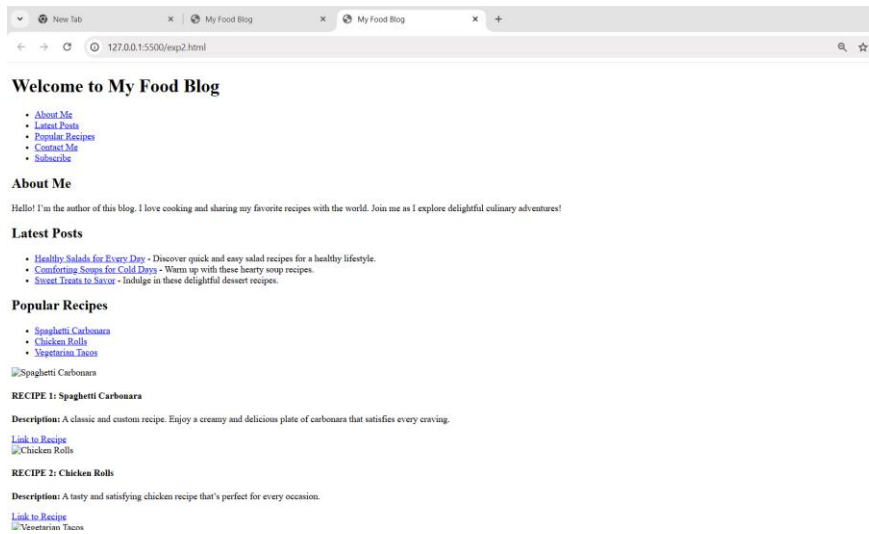 New Tab
My Food Blog
My Food Blog
127.0.0.1:5500/exp2.html
Welcome to My Food Blog
About Me
Latest Posts
Popular Recipes
Contact Me
Subscribe
About Me
Hello! I'm the author of this blog. I love cooking and sharing my favorite recipes with the world. Join me as I explore delightful culinary adventures!
Latest Posts
Healthy Salads for Every Day - Discover quick and easy salad recipes for a healthy lifestyle.
Comforting Soups for Cold Days - Warm up with these hearty soup recipes.
Sweet Treats to Savor - Indulge in these delightful dessert recipes.
Popular Recipes
Spaghetti Carbonara
Chicken Rolls
Vegetarian Tacos
Spaghetti Carbonara
RECIPE 1: Spaghetti Carbonara
Description: A classic and custom recipe. Enjoy a creamy and delicious plate of carbonara that satisfies every craving.
Link to Recipe
Chicken Rolls
RECIPE 2: Chicken Rolls
Description: A tasty and satisfying chicken recipe that's perfect for every occasion.
Link to Recipe
Vegetarian Tacos